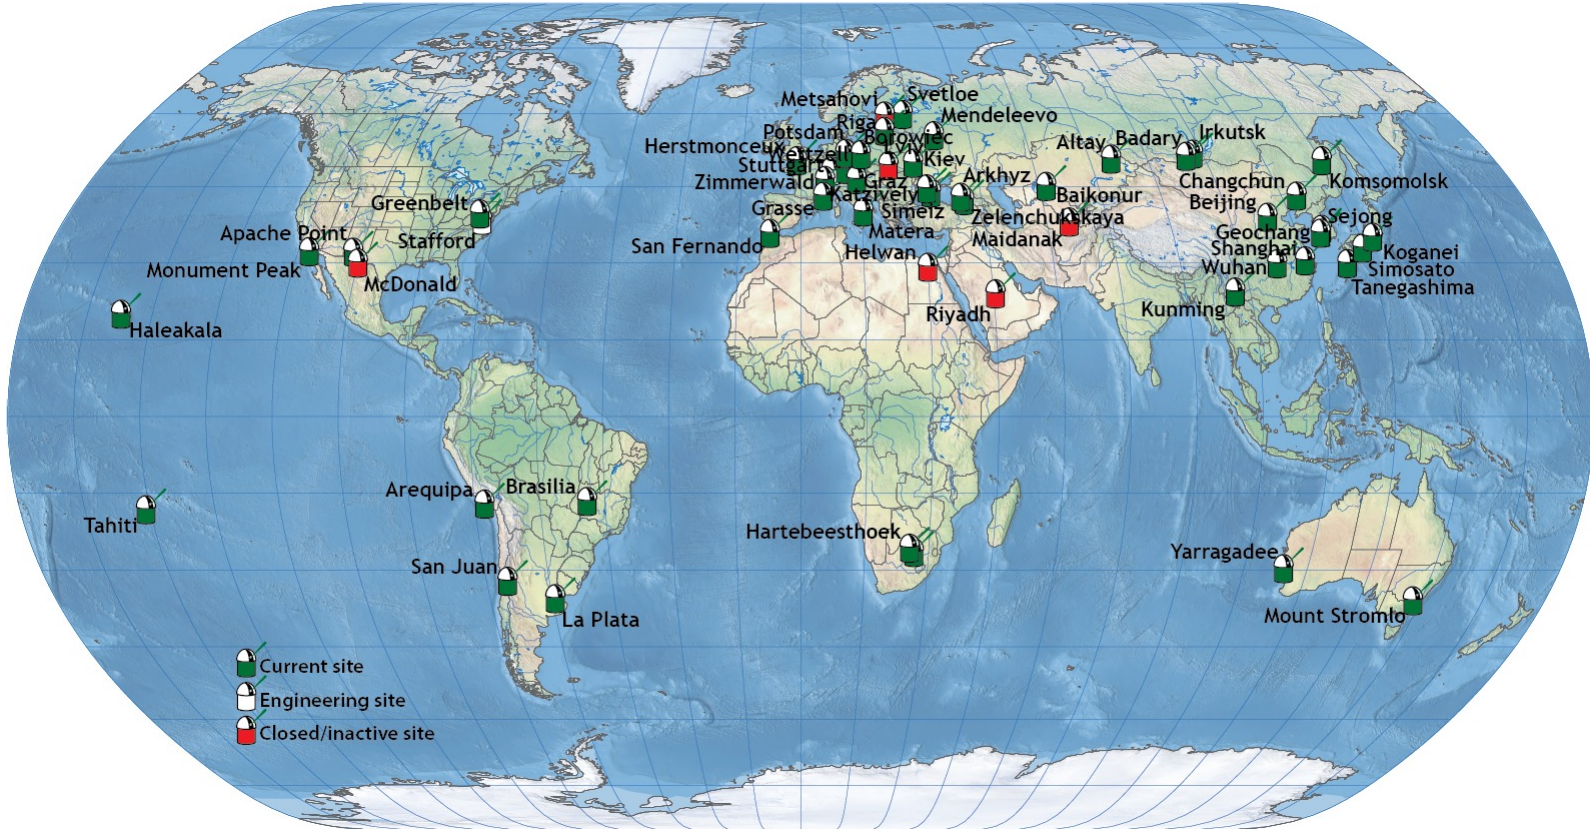 Metsahovi
Svetloe
Riga
Mendeleevo
Potsdam
Borowiec
Herstmonceux
Lviv
Wettzell
Kiev
Stuttgart
Zimmerwald
Graz
Katzively
Grasse
Simeiz
Matera
San Fernando
Arkhyz
Zelenchukskaya
Altay
Badary
Irkutsk
Baikonur
Maidanak
Changchun
Komsomolsk
Beijing
Sejong
Geochang
Shanghai
Koganei
Wuhan
Simosato
Tanegashima
Kunming
Helwan
Riyadh
Greenbelt
Stafford
Apache Point
Monument Peak
McDonald
Haleakala
Tahiti
Arequipa
Brasilia
San Juan
La Plata
Hartebeesthoek
Yarragadee
Mount Stromlo
Current site
Engineering site
Closed/inactive site